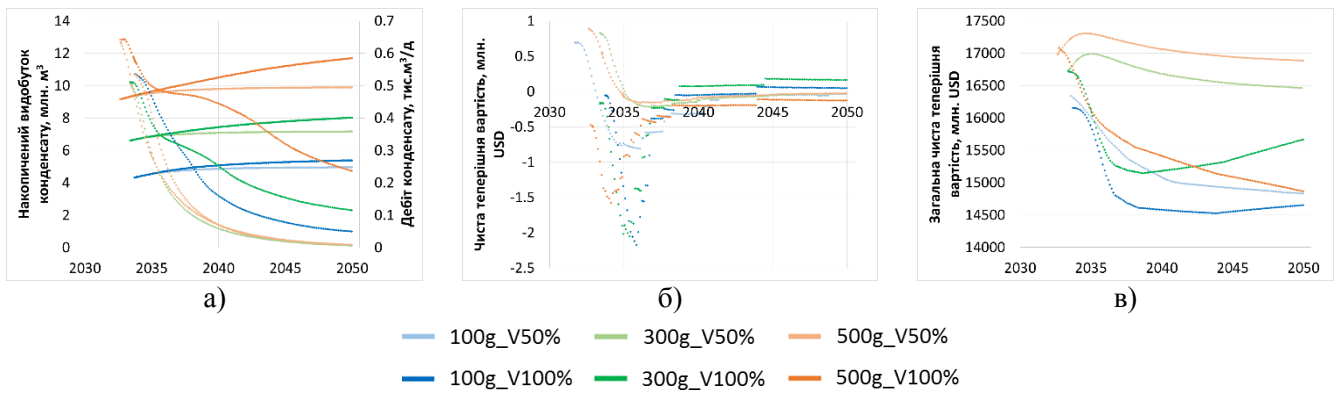 Накопичений видобуток
конденсату, млн. м³
14
12
10
8
6
4
2
0
0.7
0.6
0.5
0.4
0.3
0.2
0.1
0
Дебіт конденсату, тис.м³/д
2030 2035 2040 2045 2050
а)
Чиста теперішня вартість, млн.
USD
1
0.5
0
-0.5
-1
-1.5
-2
-2.5
2030 2035 2040 2045 2050
б)
Загальна чиста теперішня
вартість, млн. USD
17500
17000
16500
16000
15500
15000
14500
14000
2030 2035 2040 2045 2050
в)
100g_V50% 300g_V50% 500g_V50%
100g_V100% 300g_V100% 500g_V100%